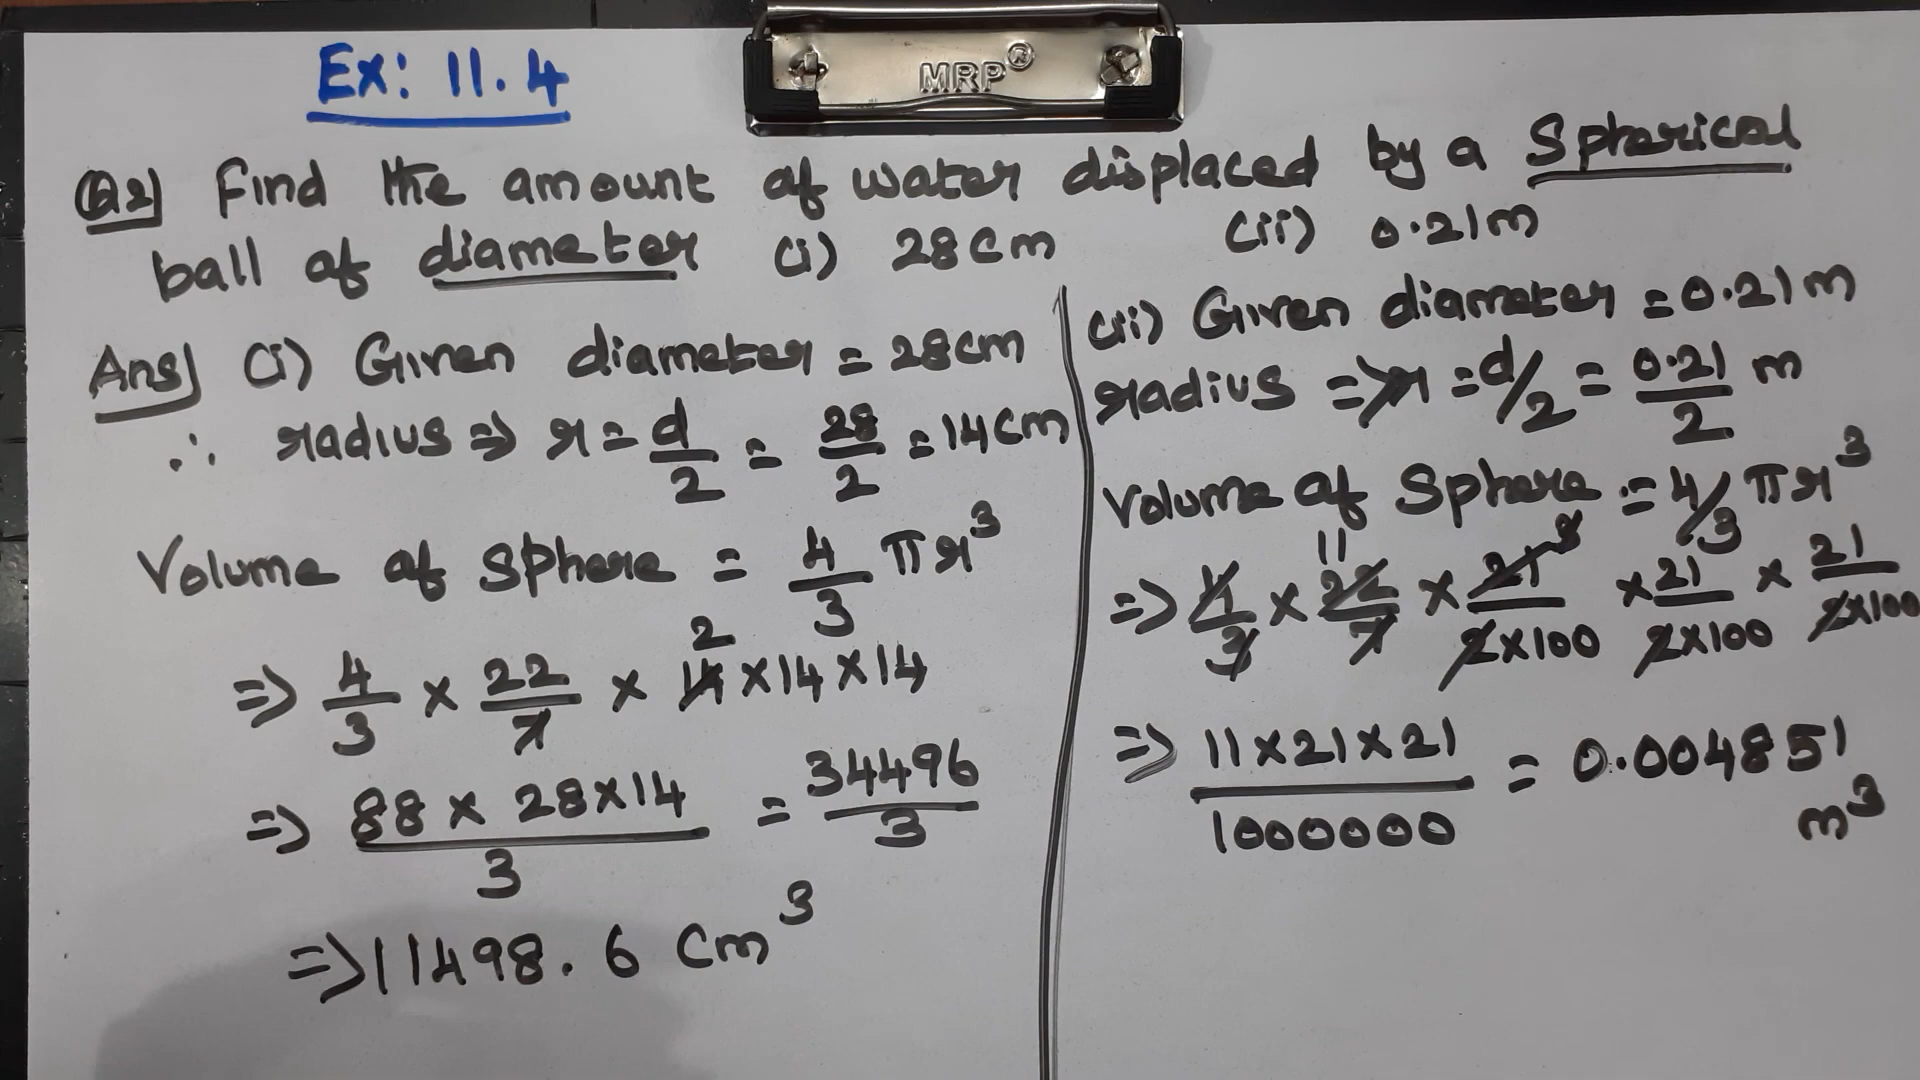 MRP®
Ex: 11.4
Q2) Find the amount of water displaced by a Spherical
ball of diameter (i) 28cm (ii) 0.21m
Ans) (i) Given diameter = 28cm
∴ radius ⇒ r = d/2 = 28/2 = 14cm
Volume of sphere = 4/3 πr³
⇒ 4/3 × 22/7 × 14 × 14 × 14
2
⇒ 88 × 28×14 / 3 = 34496/3
⇒ 11498.6 cm³
(ii) Given diameter = 0.21m
radius ⇒ r = d/2 = 0.21/2 m
Volume of Sphere = 4/3 πr³
11
⇒ 4/3 × 22/7 × 21/2×100 × 21/2×100 × 21/2×100
⇒ 11×21×21 / 1000000 = 0.004851
m³